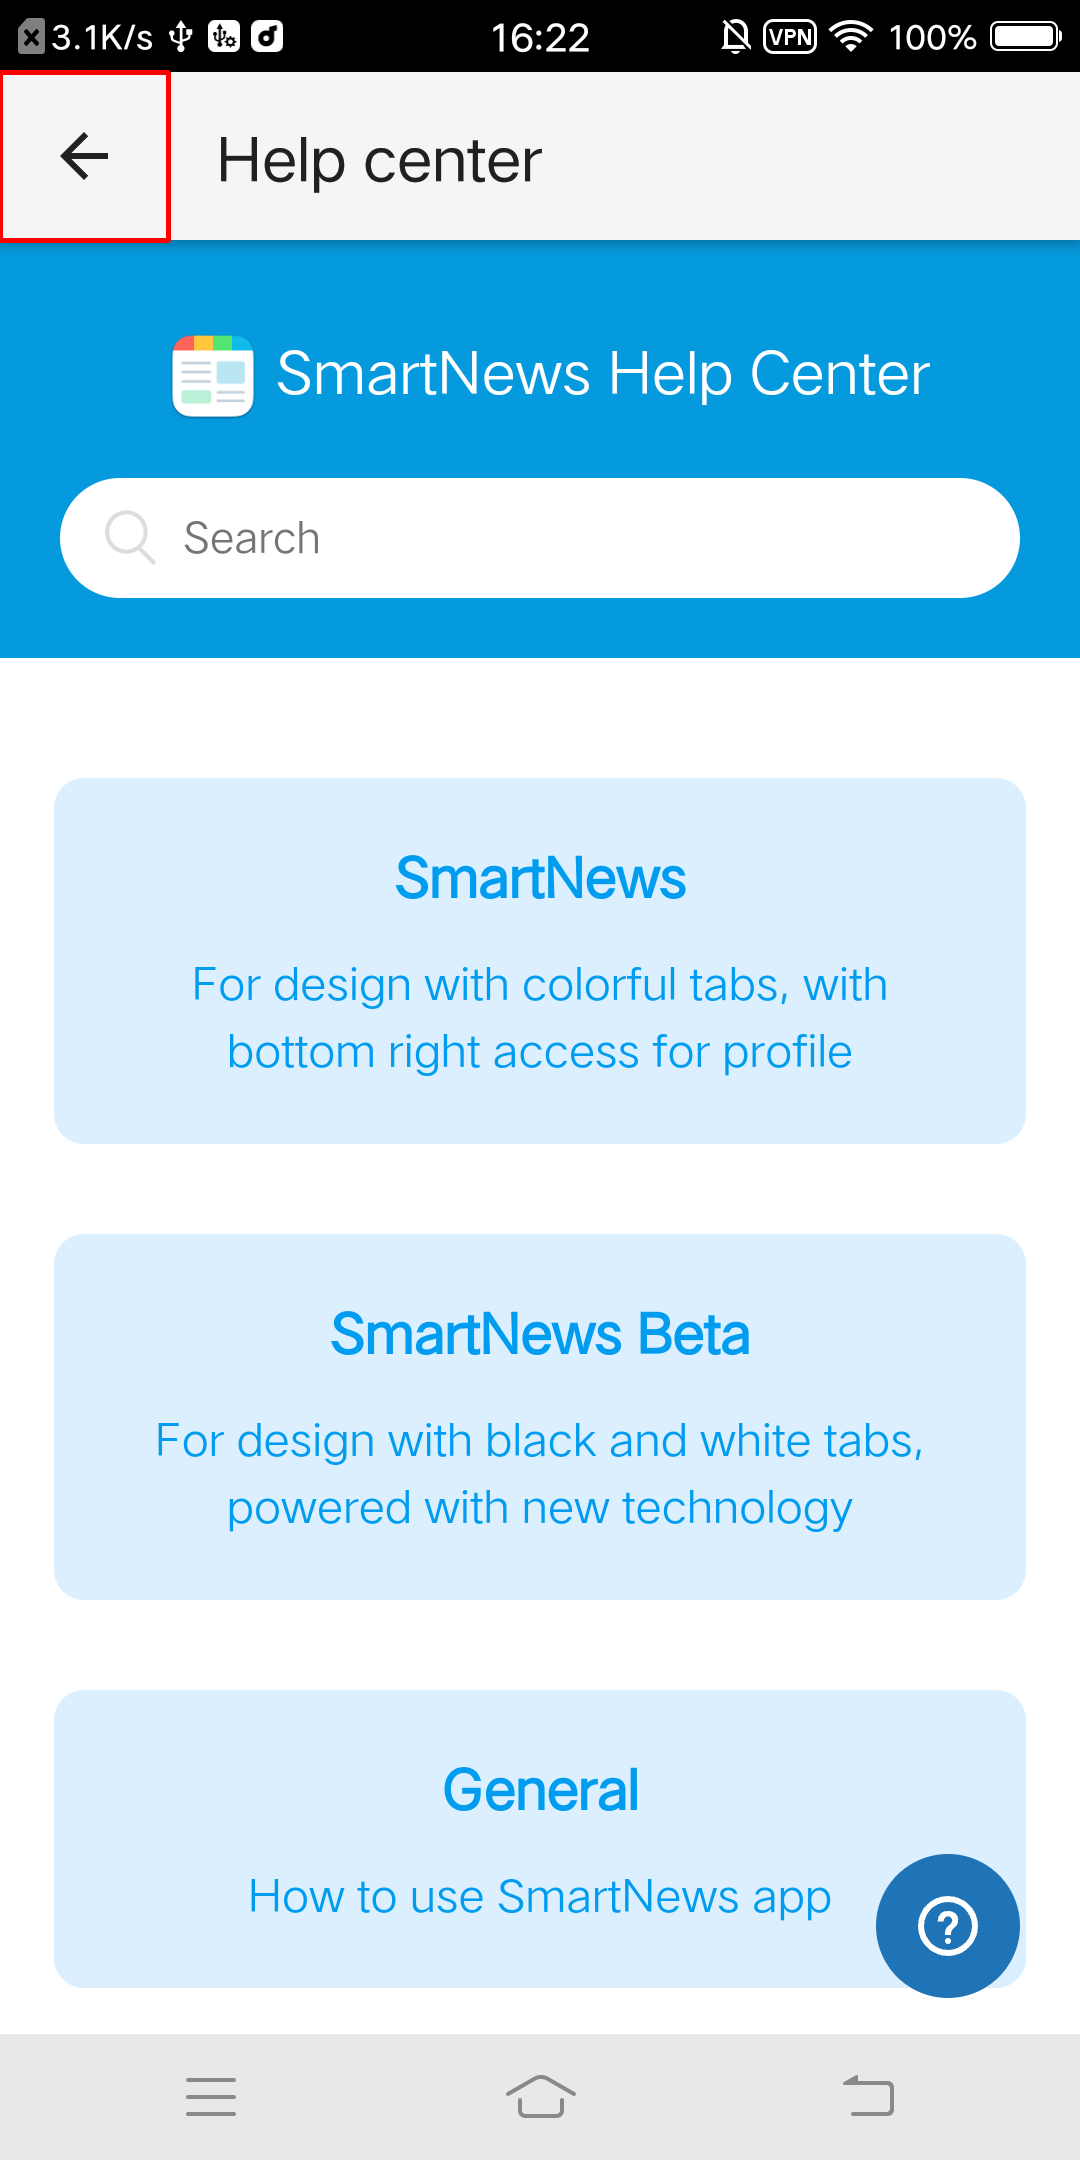 3.1K/s 16:22 VPN 100%
Help center
SmartNews Help Center
Search
SmartNews
For design with colorful tabs, with
bottom right access for profile
SmartNews Beta
For design with black and white tabs,
powered with new technology
General
How to use SmartNews app